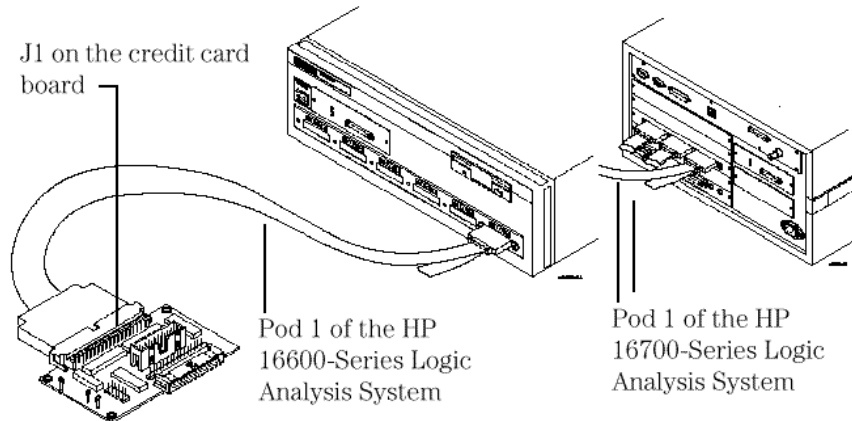 J1 on the credit card
board
Pod 1 of the HP
16600-Series Logic
Analysis System
Pod 1 of the HP
16700-Series Logic
Analysis System